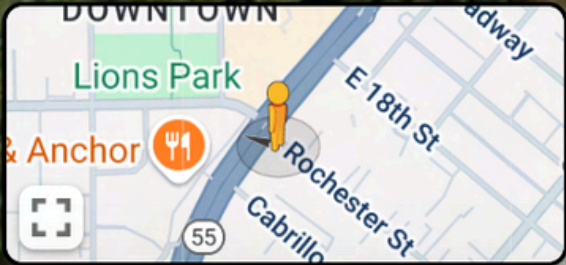 DOWNTOWN
adway
Lions Park
E 18th St
& Anchor
Rochester St
Cabrillo
55